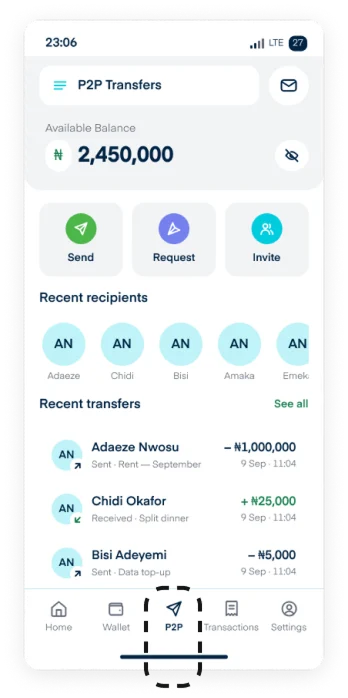 23:06 LTE 27
P2P Transfers
Available Balance
₦ 2,450,000
Send Request Invite
Recent recipients
AN AN AN AN AN
Adaeze Chidi Bisi Amaka Emeka
Recent transfers See all
AN Adaeze Nwosu – ₦1,000,000
Sent · Rent — September 9 Sep · 11:04
AN Chidi Okafor + ₦25,000
Received · Split dinner 9 Sep · 11:04
AN Bisi Adeyemi – ₦5,000
Sent · Data top-up 9 Sep · 11:04
Home Wallet P2P Transactions Settings